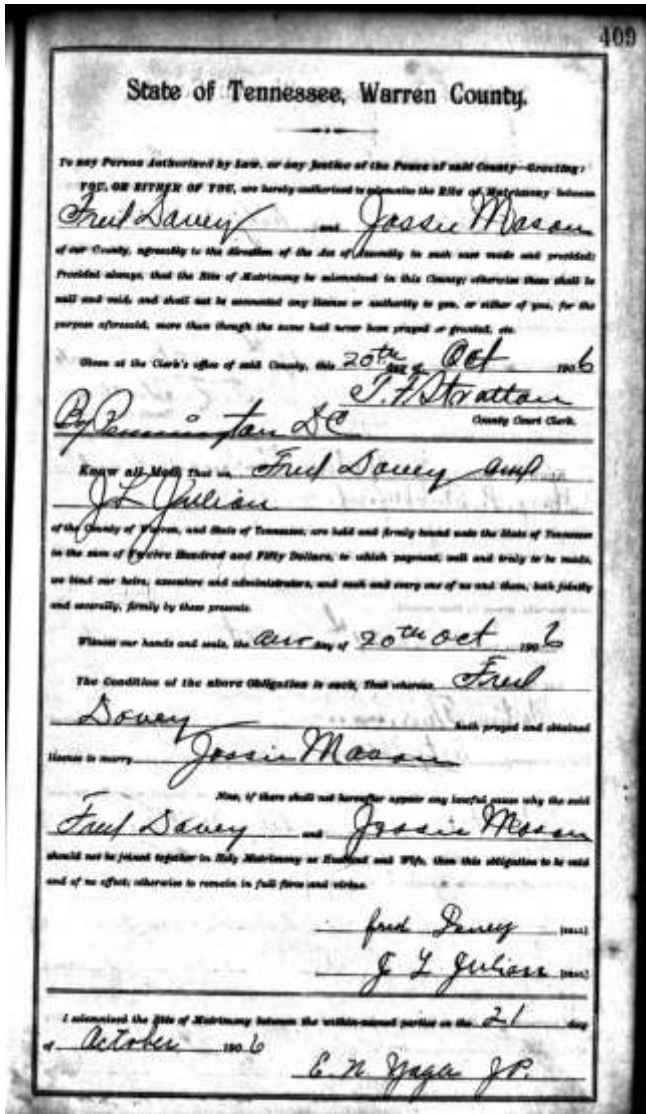 409
State of Tennessee, Warren County.
To any Person Authorized by Law, or any Justice of the Peace of said County—Greeting:
YOU, OR EITHER OF YOU, are hereby authorized to solemnize the Rite of Matrimony between
Fred Davey and Jossie Mason
of our County, agreeably to the direction of the Act of Assembly in such case made and provided;
Provided always, that the Rite of Matrimony be solemnized in this County; otherwise these shall be
null and void, and shall not be accounted any license or authority to you, or either of you, for the
purpose aforesaid, more than though the same had never been prayed or granted, etc.
Given at the Clerk's office of said County, this 20th day of Oct 1906
T. F. Stratton
County Court Clerk.
By Pennington DC
Know all Men, That we, Fred Davey and
J L Julian
of the County of Warren, and State of Tennessee, are held and firmly bound unto the State of Tennessee
in the sum of Twelve Hundred and Fifty Dollars, to which payment, well and truly to be made,
we bind our heirs, executors and administrators, and each and every one of us and them, both jointly
and severally, firmly by these presents.
Witness our hands and seals, the day of 20th Oct 1906
The Condition of the above Obligation is such, That whereas, Fred
Davey hath prayed and obtained
license to marry Jossie Mason
Now, if there shall not hereafter appear any lawful cause why the said
Fred Davey and Jossie Mason
should not be joined together in Holy Matrimony as Husband and Wife, then this obligation to be void
and of no effect; otherwise to remain in full force and virtue.
fred Davey [SEAL]
J L Julian [SEAL]
I solemnized the Rite of Matrimony between the within-named parties on the 21 day
of October 1906
E. N. Yager JP.